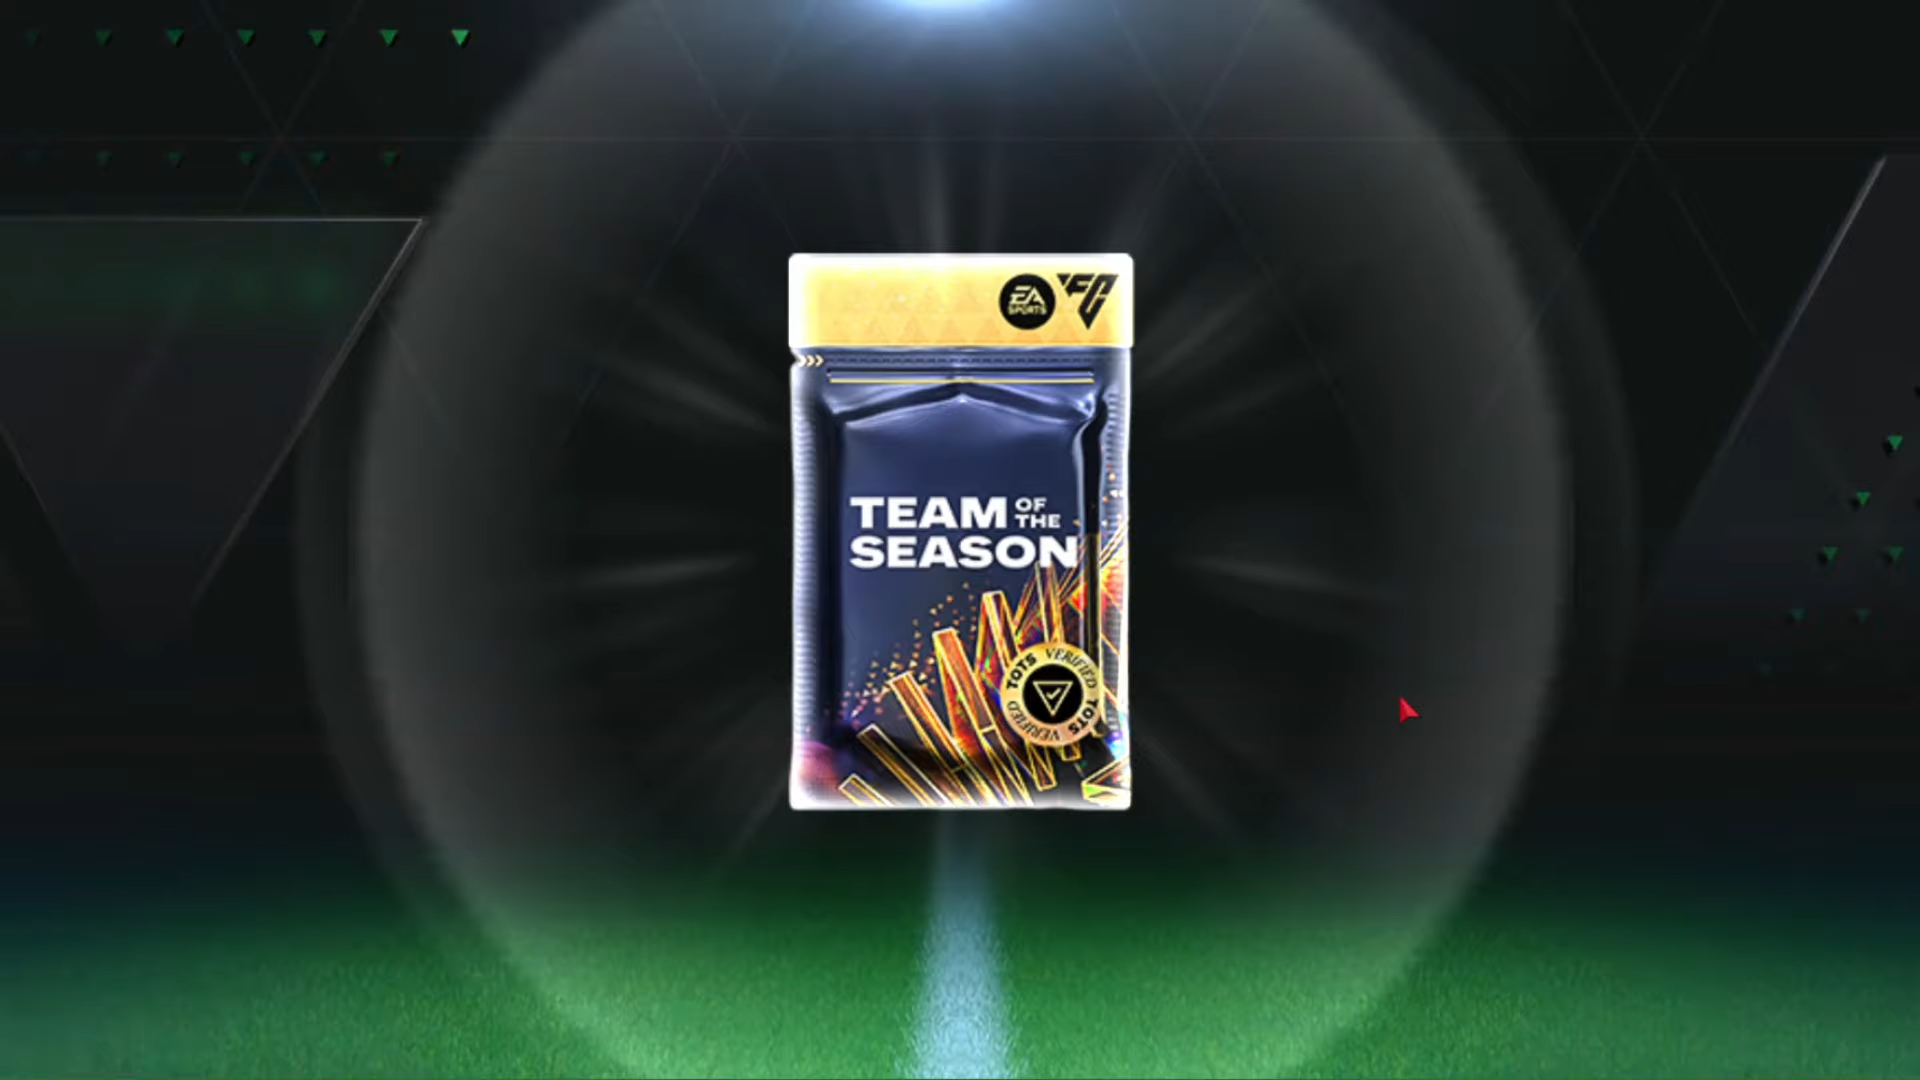 EA
SPORTS
FC
TEAM OF THE
SEASON
TOTS VERIFIED TOTS VERIFIED